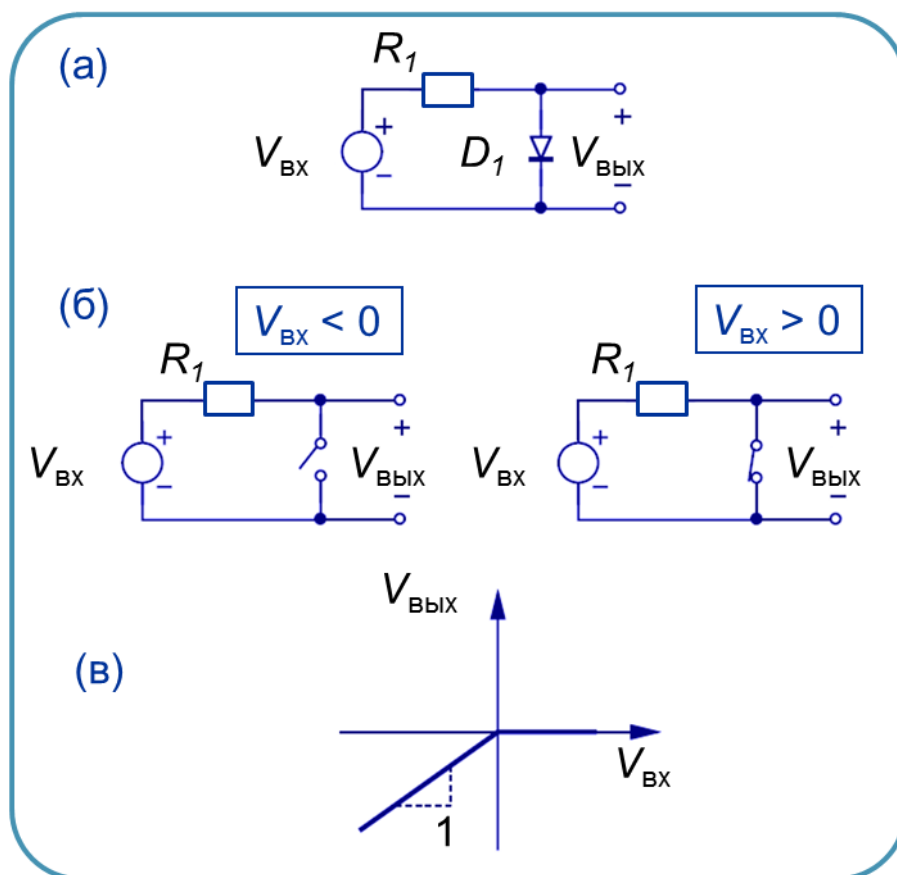 (а)
R₁
+
Vвх
−
D₁
+
Vвых
−
(б)
Vвх < 0
R₁
+
Vвх
−
+
Vвых
−
Vвх > 0
R₁
+
Vвх
−
+
Vвых
−
(в)
Vвых
Vвх
1